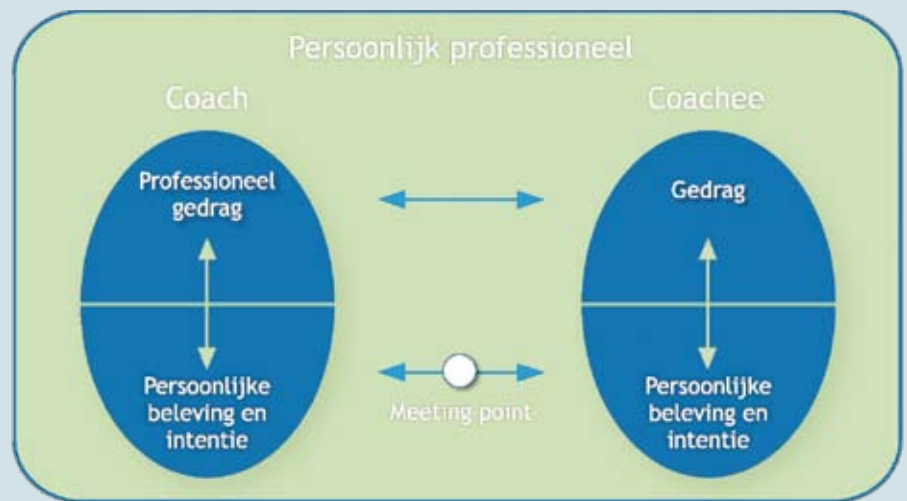 Persoonlijk professioneel
Coach
Coachee
Professioneel
gedrag
Gedrag
Persoonlijke
beleving en
intentie
Meeting point
Persoonlijke
beleving en
intentie